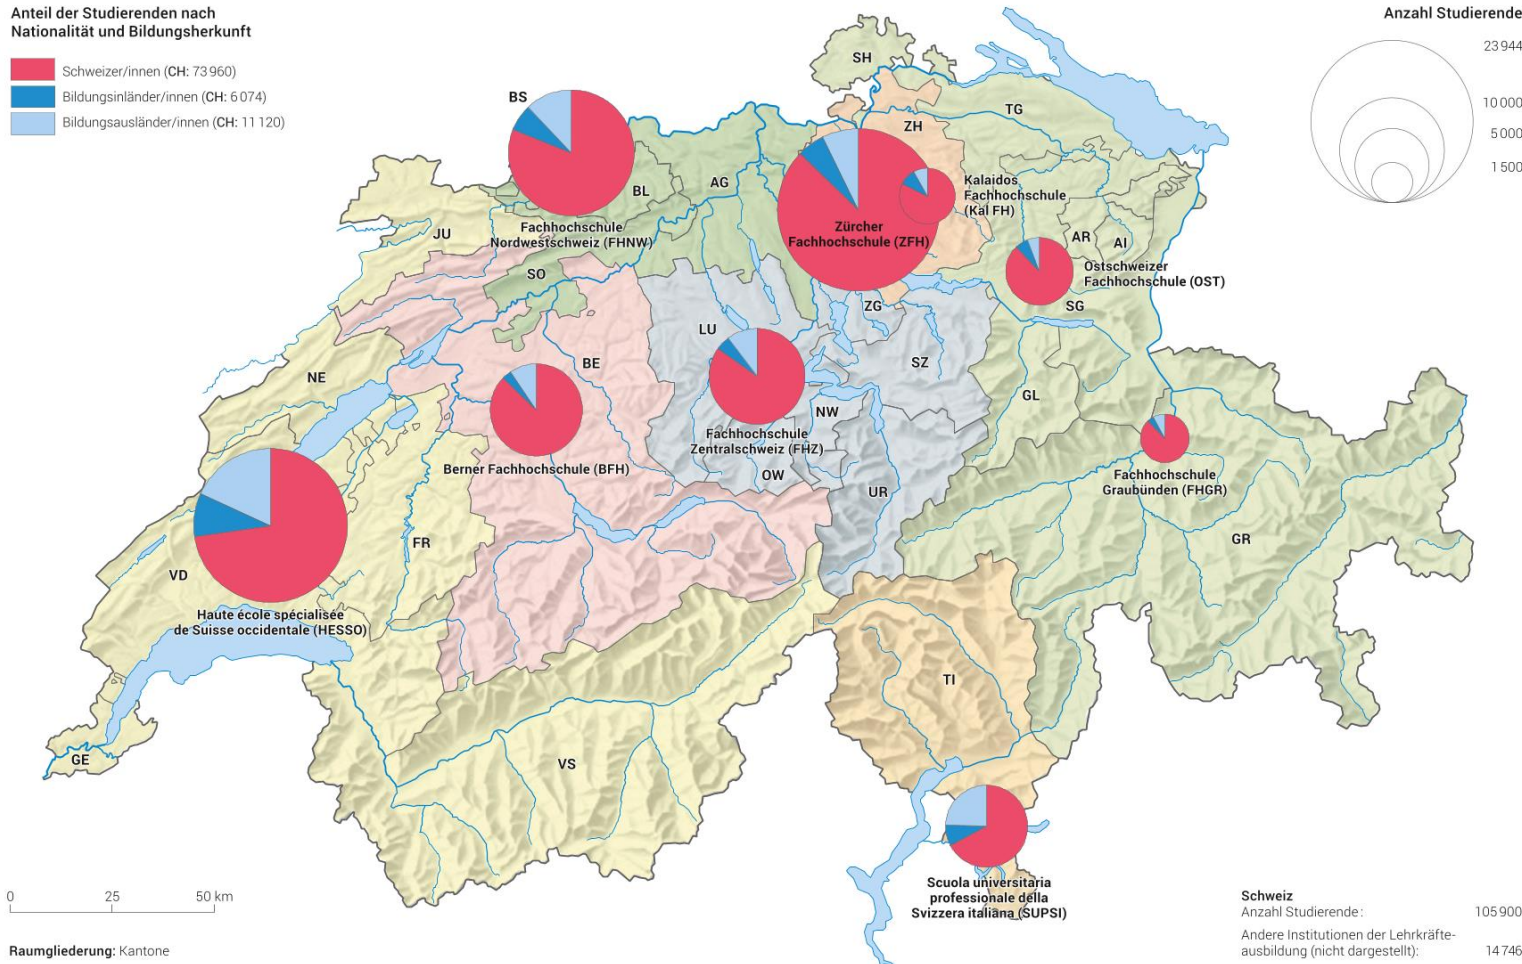 Anteil der Studierenden nach
Nationalität und Bildungsherkunft
Schweizer/innen (CH: 73 960)
Bildungsinländer/innen (CH: 6 074)
Bildungsausländer/innen (CH: 11 120)
Anzahl Studierende
23 944
10 000
5 000
1 500
SH
BS
TG
ZH
BL
AG
Kalaidos
Fachhochschule
(Kal FH)
Fachhochschule
Nordwestschweiz (FHNW)
Zürcher
Fachhochschule (ZFH)
JU
AR
AI
SO
Ostschweizer
Fachhochschule (OST)
ZG
SG
LU
BE
SZ
NE
GL
NW
Fachhochschule
Zentralschweiz (FHZ)
Berner Fachhochschule (BFH)
OW
UR
Fachhochschule
Graubünden (FHGR)
FR
GR
VD
Haute école spécialisée
de Suisse occidentale (HESSO)
TI
GE
VS
Scuola universitaria
professionale della
Svizzera italiana (SUPSI)
0 25 50 km
Raumgliederung: Kantone
Schweiz
Anzahl Studierende: 105 900
Andere Institutionen der Lehrkräfte-
ausbildung (nicht dargestellt): 14 746